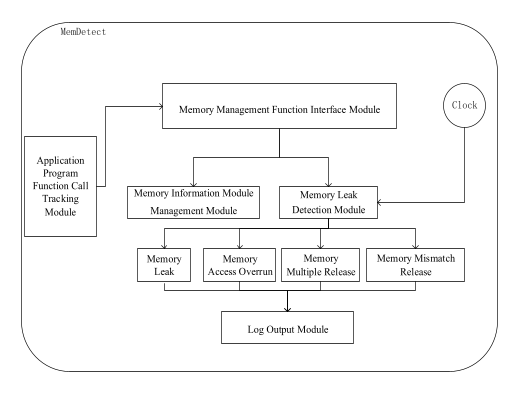 MemDetect
Memory Management Function Interface Module
Clock
Application
Program
Function Call
Tracking
Module
Memory Information Module
Management Module
Memory Leak
Detection Module
Memory
Leak
Memory
Access Overrun
Memory
Multiple Release
Memory Mismatch
Release
Log Output Module